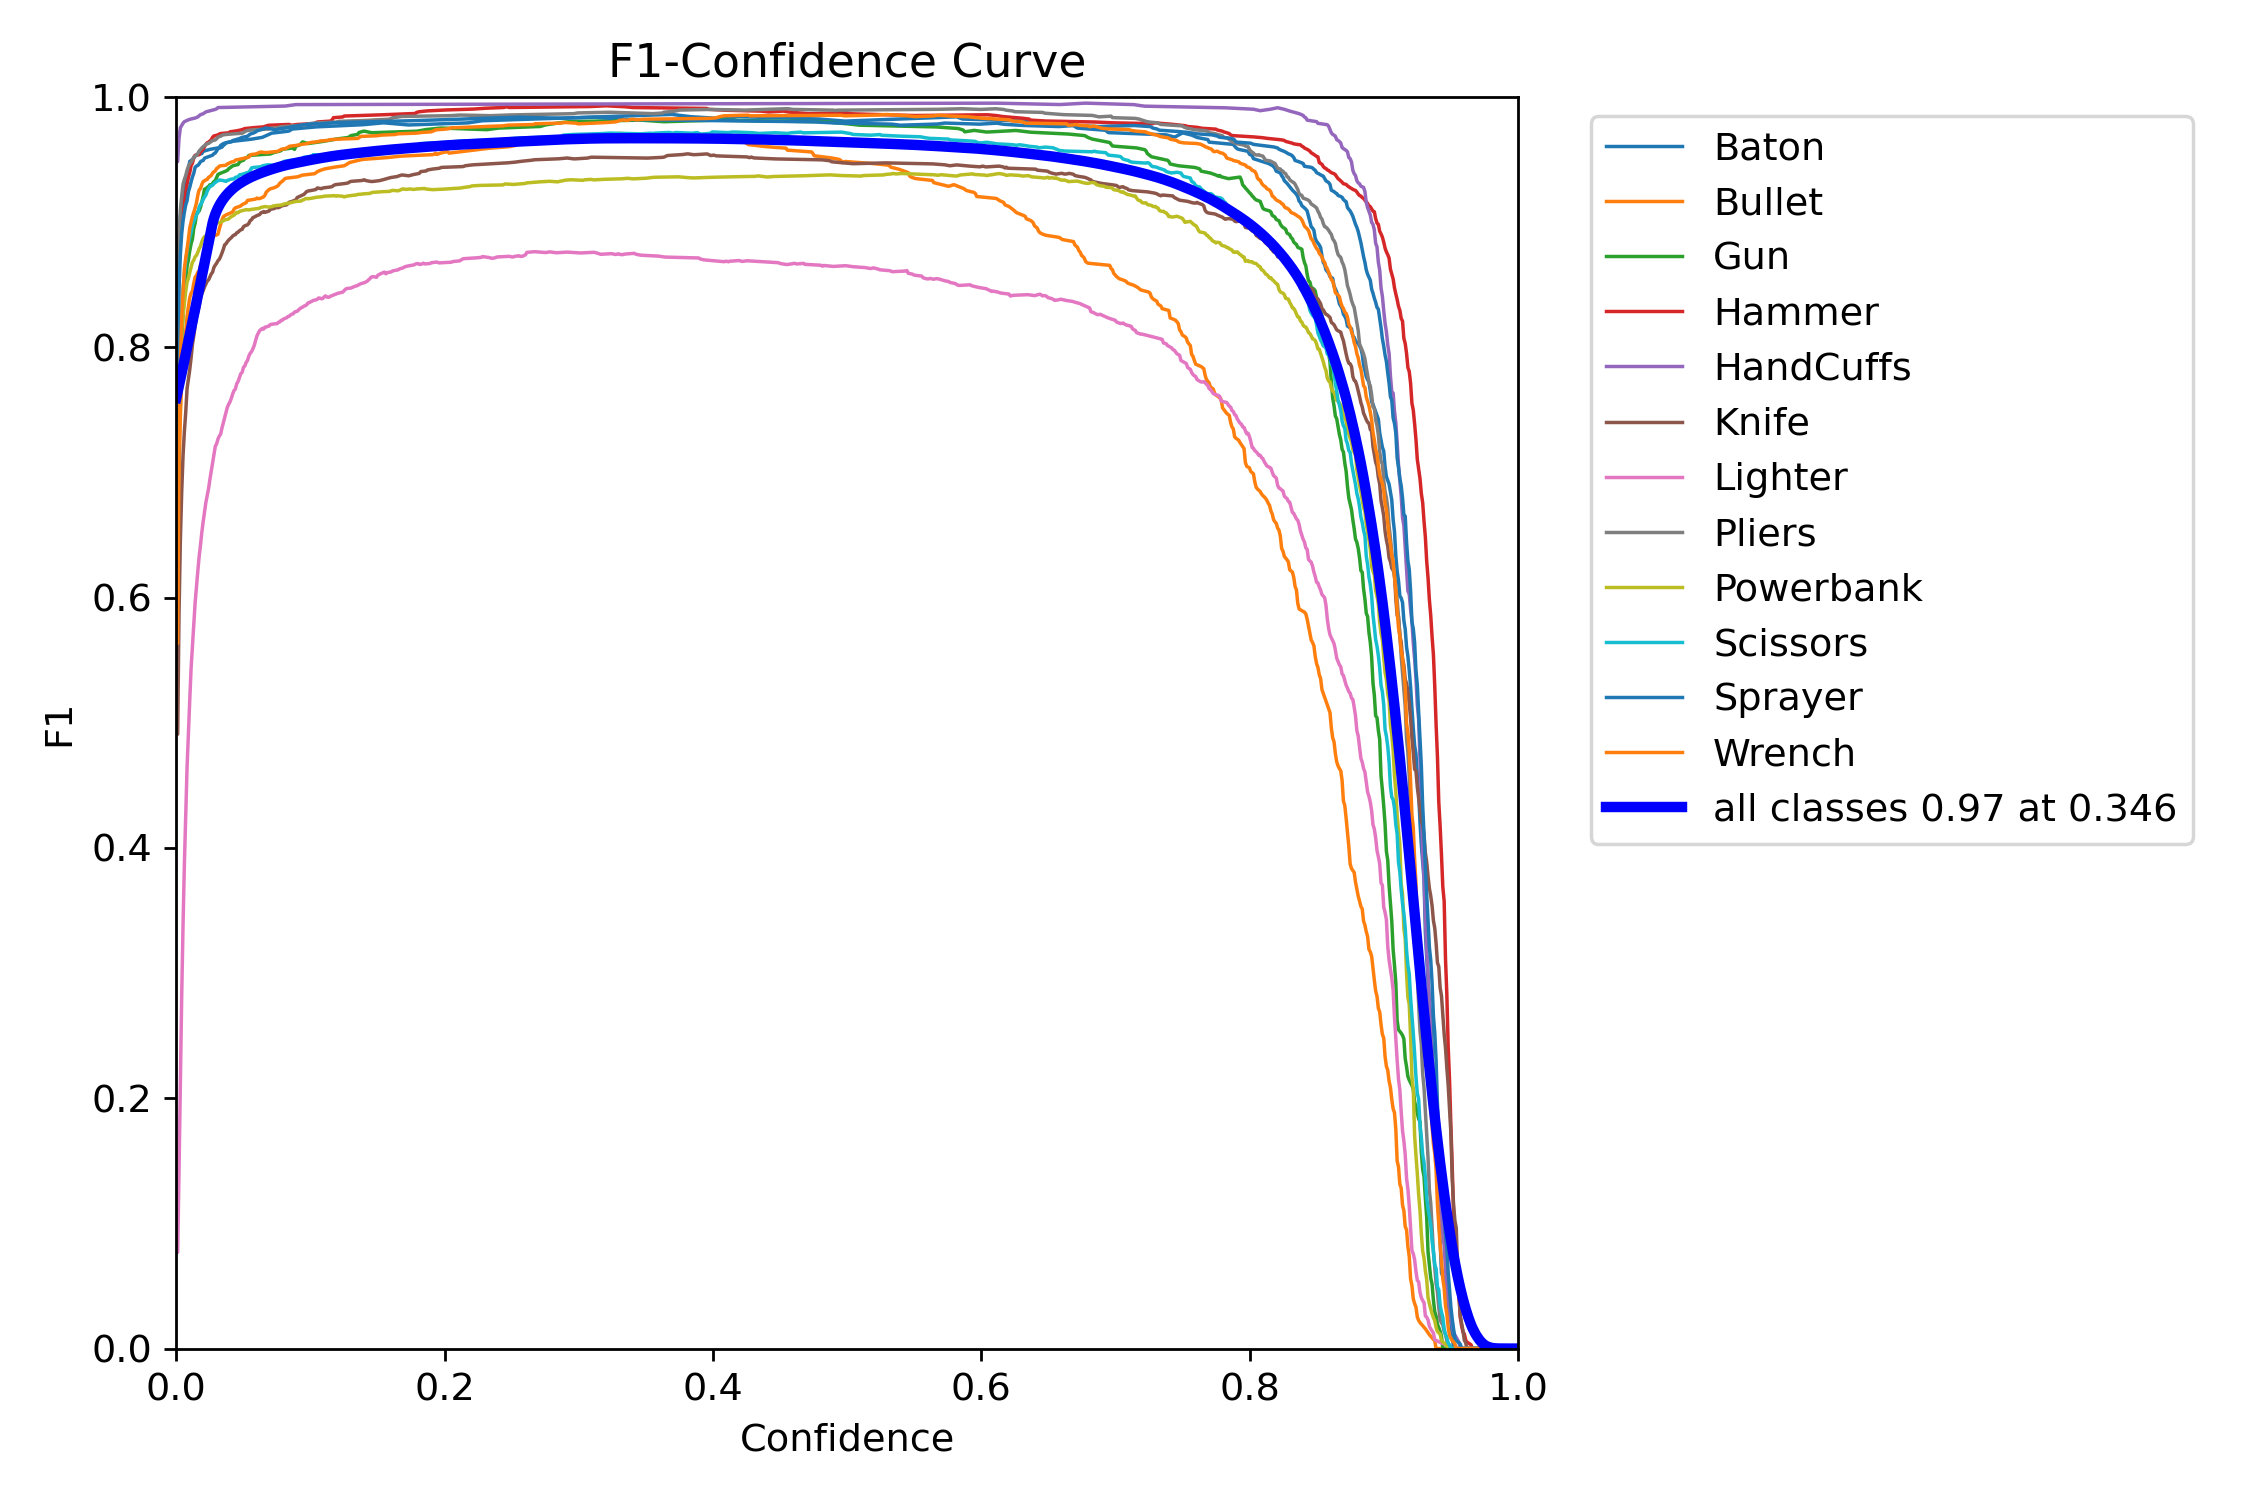 F1-Confidence Curve
1.0
0.8
0.6
0.4
0.2
0.0
F1
0.0 0.2 0.4 0.6 0.8 1.0
Confidence
Baton
Bullet
Gun
Hammer
HandCuffs
Knife
Lighter
Pliers
Powerbank
Scissors
Sprayer
Wrench
all classes 0.97 at 0.346